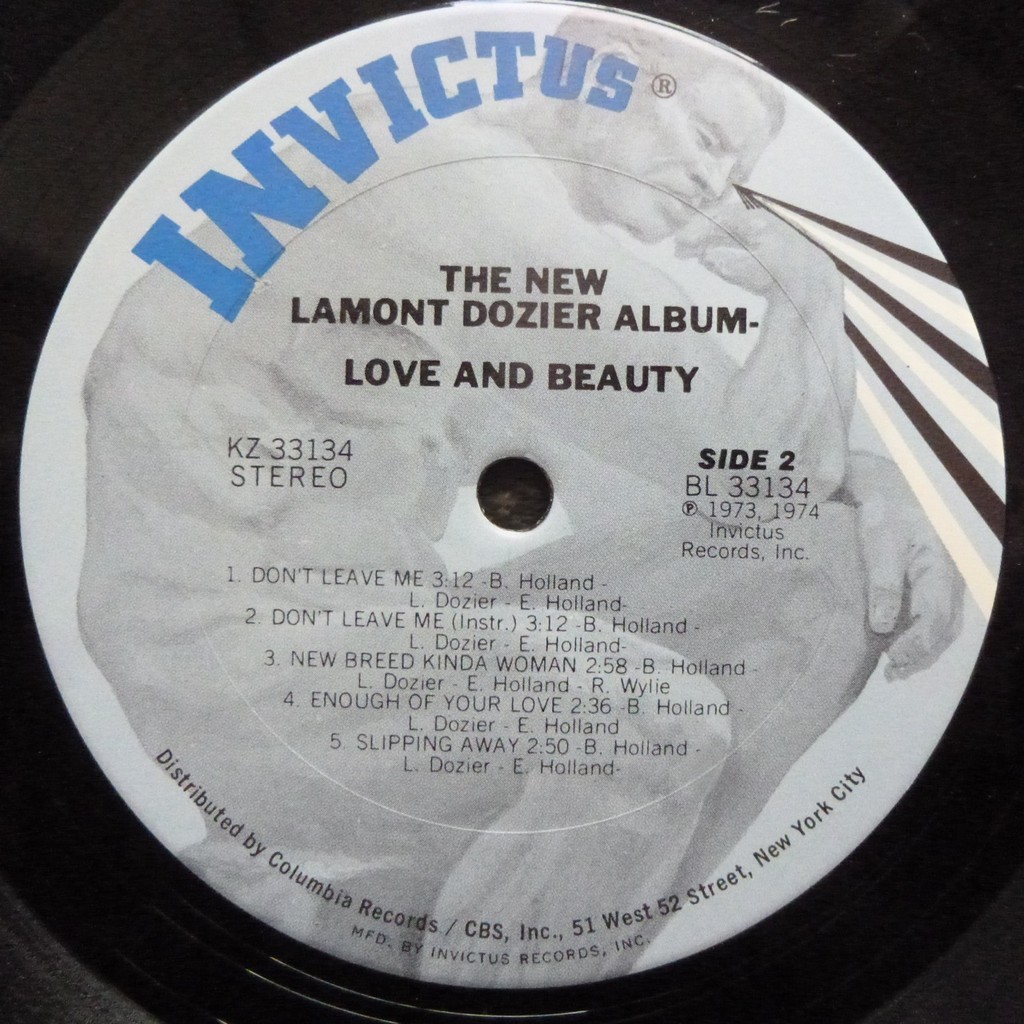 INVICTUS ®
THE NEW
LAMONT DOZIER ALBUM-
LOVE AND BEAUTY
KZ 33134
STEREO
SIDE 2
BL 33134
℗ 1973, 1974
Invictus
Records, Inc.
1. DON'T LEAVE ME 3:12 -B. Holland -
L. Dozier - E. Holland-
2. DON'T LEAVE ME (Instr.) 3:12 -B. Holland -
L. Dozier - E. Holland-
3. NEW BREED KINDA WOMAN 2:58 -B. Holland -
L. Dozier - E. Holland - R. Wylie
4. ENOUGH OF YOUR LOVE 2:36 -B. Holland -
L. Dozier - E. Holland
5. SLIPPING AWAY 2:50 -B. Holland -
L. Dozier - E. Holland-
Distributed by Columbia Records / CBS, Inc., 51 West 52 Street, New York City
MFD. BY INVICTUS RECORDS, INC.